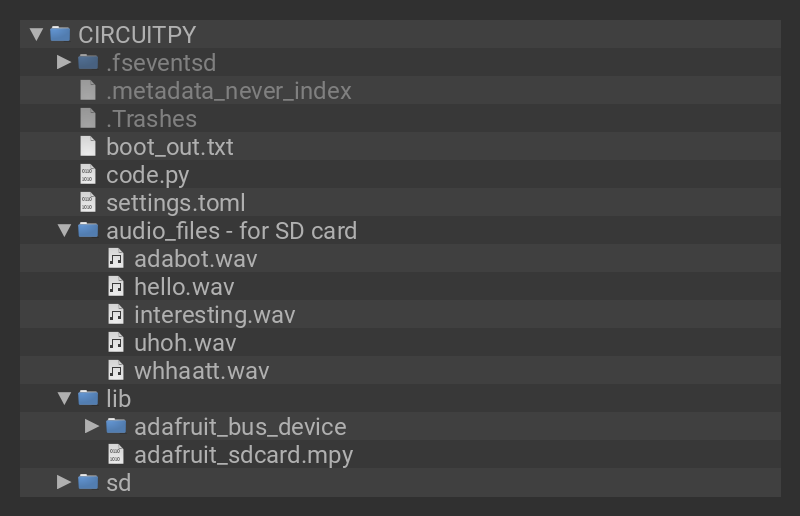 CIRCUITPY
.fseventsd
.metadata_never_index
.Trashes
boot_out.txt
code.py
settings.toml
audio_files - for SD card
adabot.wav
hello.wav
interesting.wav
uhoh.wav
whhaatt.wav
lib
adafruit_bus_device
adafruit_sdcard.mpy
sd